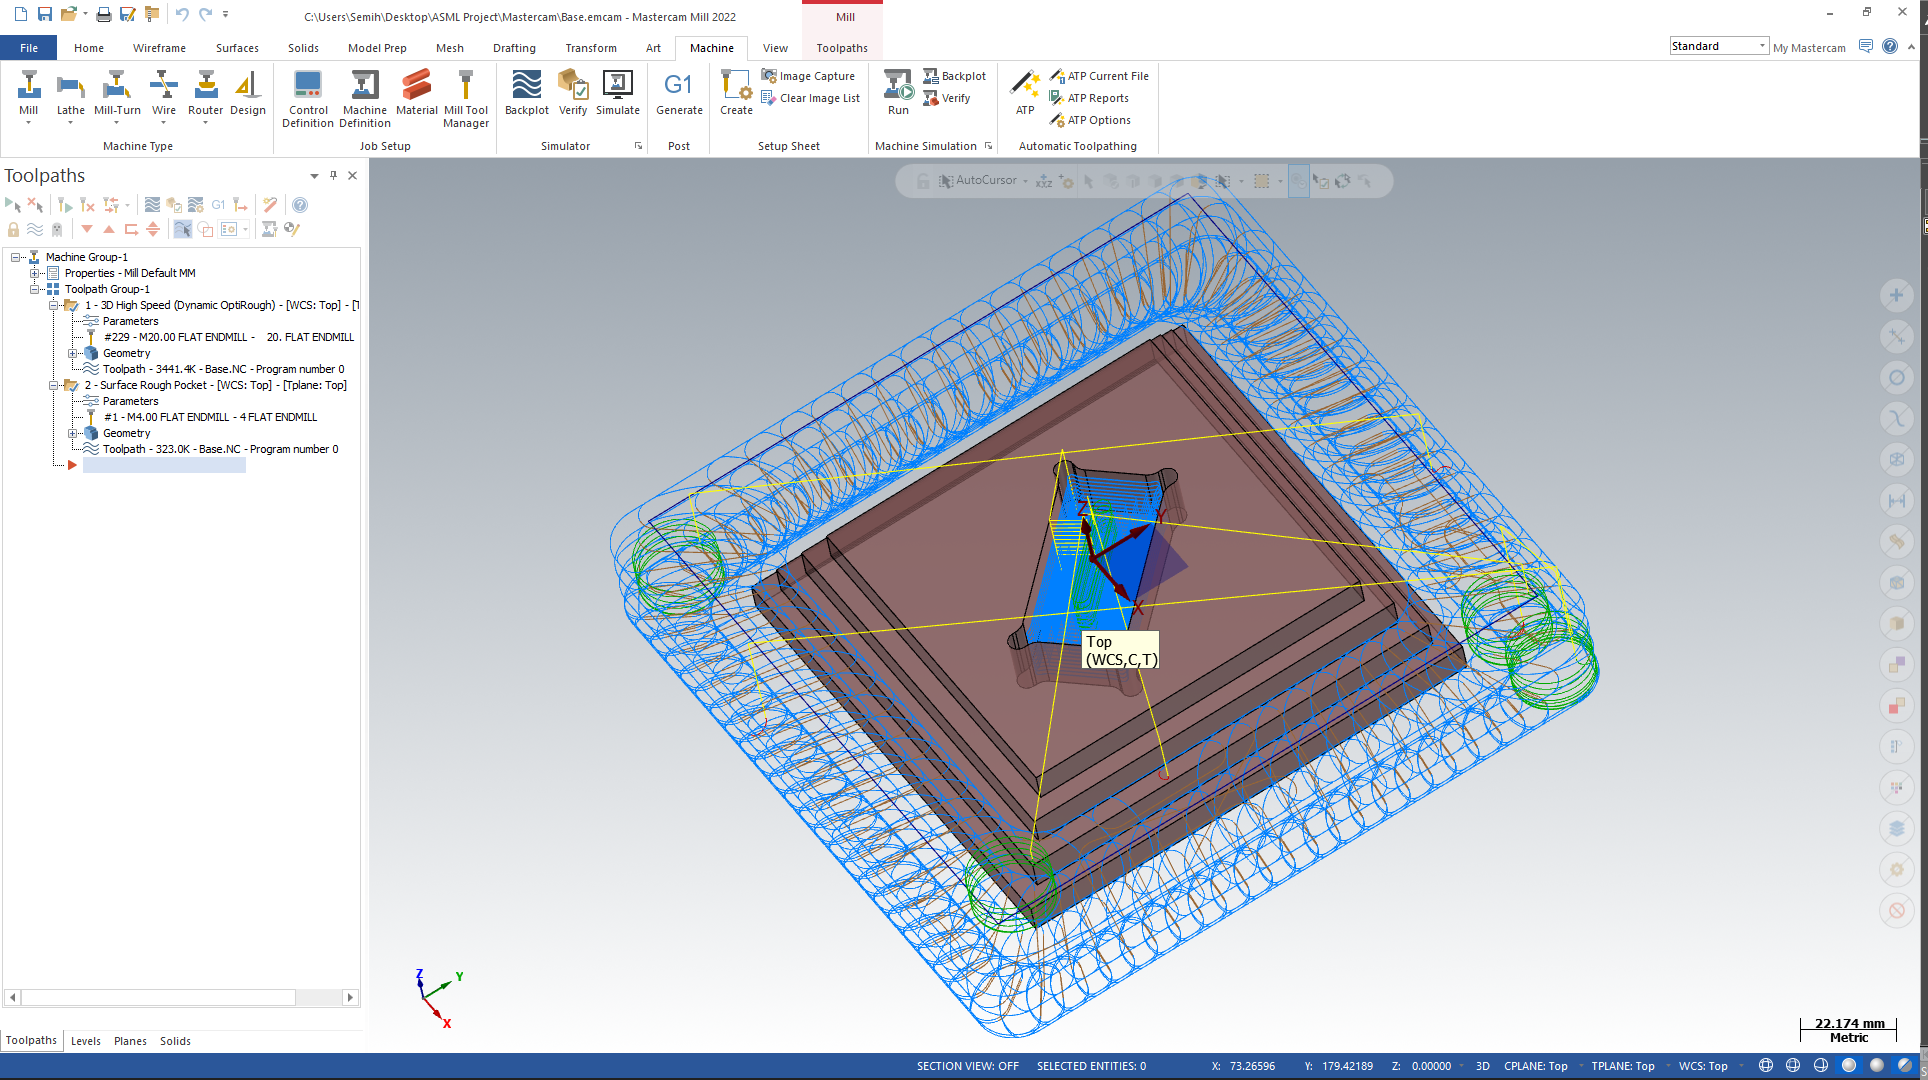 C:\Users\Semih\Desktop\ASML Project\Mastercam\Base.emcam - Mastercam Mill 2022
Mill
File Home Wireframe Surfaces Solids Model Prep Mesh Drafting Transform Art Machine View Toolpaths
Standard My Mastercam
Mill Lathe Mill-Turn Wire Router Design
Machine Type
Control Definition Machine Definition Material Mill Tool Manager
Job Setup
Backplot Verify Simulate
Simulator
G1 Generate
Post
Create Image Capture
Clear Image List
Setup Sheet
Run Backplot
Verify
Machine Simulation
ATP ATP Current File
ATP Reports
ATP Options
Automatic Toolpathing
Toolpaths
G1
AutoCursor
Machine Group-1
Properties - Mill Default MM
Toolpath Group-1
1 - 3D High Speed (Dynamic OptiRough) - [WCS: Top] - [T
Parameters
#229 - M20.00 FLAT ENDMILL - 20. FLAT ENDMILL
Geometry
Toolpath - 3441.4K - Base.NC - Program number 0
2 - Surface Rough Pocket - [WCS: Top] - [Tplane: Top]
Parameters
#1 - M4.00 FLAT ENDMILL - 4 FLAT ENDMILL
Geometry
Toolpath - 323.0K - Base.NC - Program number 0
Z
Y
X
Top
(WCS,C,T)
Z
Y
X
22.174 mm
Metric
Toolpaths Levels Planes Solids
SECTION VIEW: OFF SELECTED ENTITIES: 0 X: 73.26596 Y: 179.42189 Z: 0.00000 3D CPLANE: Top TPLANE: Top WCS: Top